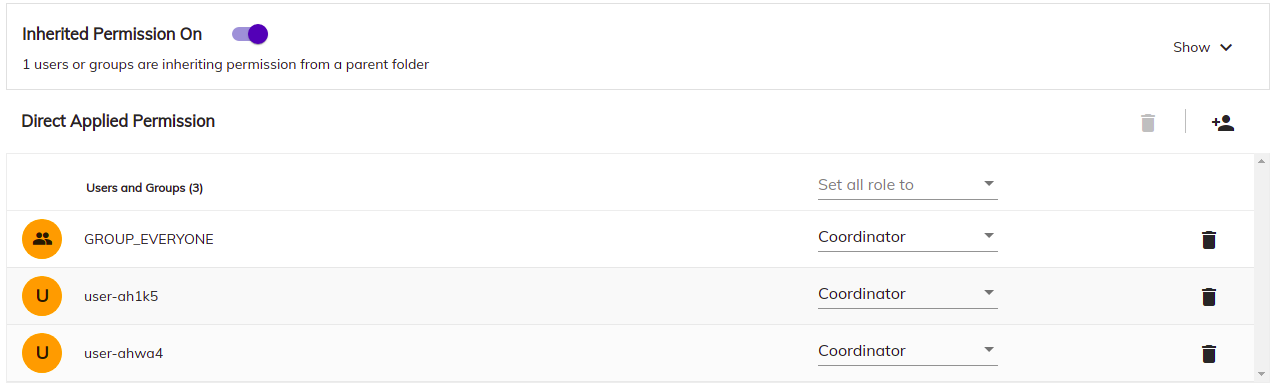 Inherited Permission On
1 users or groups are inheriting permission from a parent folder
Show
Direct Applied Permission
Users and Groups (3)
Set all role to
GROUP_EVERYONE
Coordinator
U
user-ah1k5
Coordinator
U
user-ahwa4
Coordinator